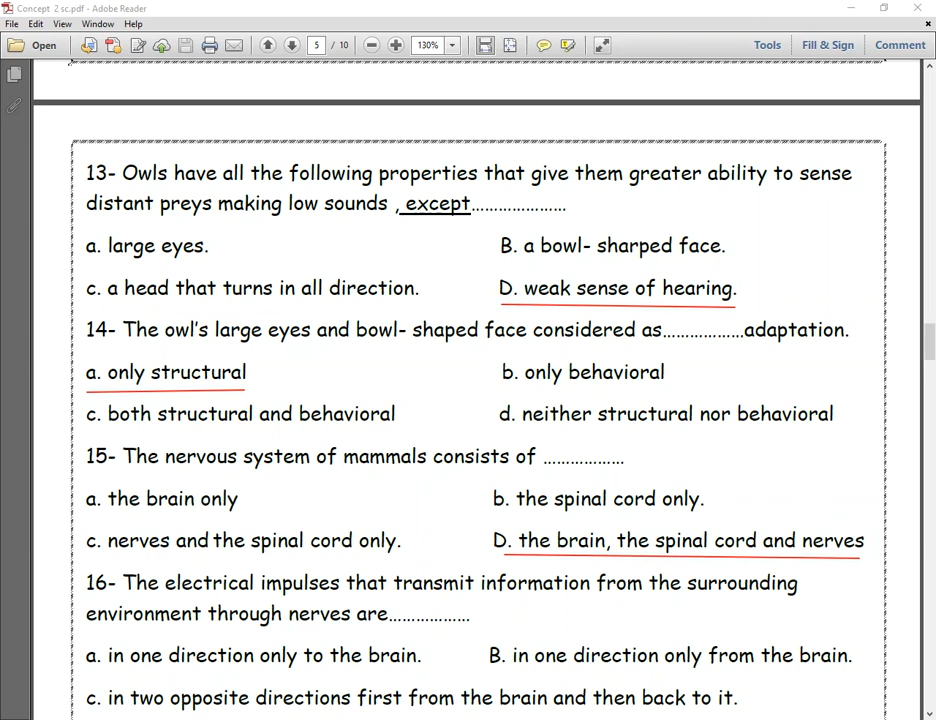 Concept 2 sc.pdf - Adobe Reader
File Edit View Window Help
Open 5 / 10 130% Tools Fill & Sign Comment
13- Owls have all the following properties that give them greater ability to sense
distant preys making low sounds , except.....................
a. large eyes. B. a bowl- sharped face.
c. a head that turns in all direction. D. weak sense of hearing.
14- The owl's large eyes and bowl- shaped face considered as..................adaptation.
a. only structural b. only behavioral
c. both structural and behavioral d. neither structural nor behavioral
15- The nervous system of mammals consists of ..................
a. the brain only b. the spinal cord only.
c. nerves and the spinal cord only. D. the brain, the spinal cord and nerves
16- The electrical impulses that transmit information from the surrounding
environment through nerves are..................
a. in one direction only to the brain. B. in one direction only from the brain.
c. in two opposite directions first from the brain and then back to it.